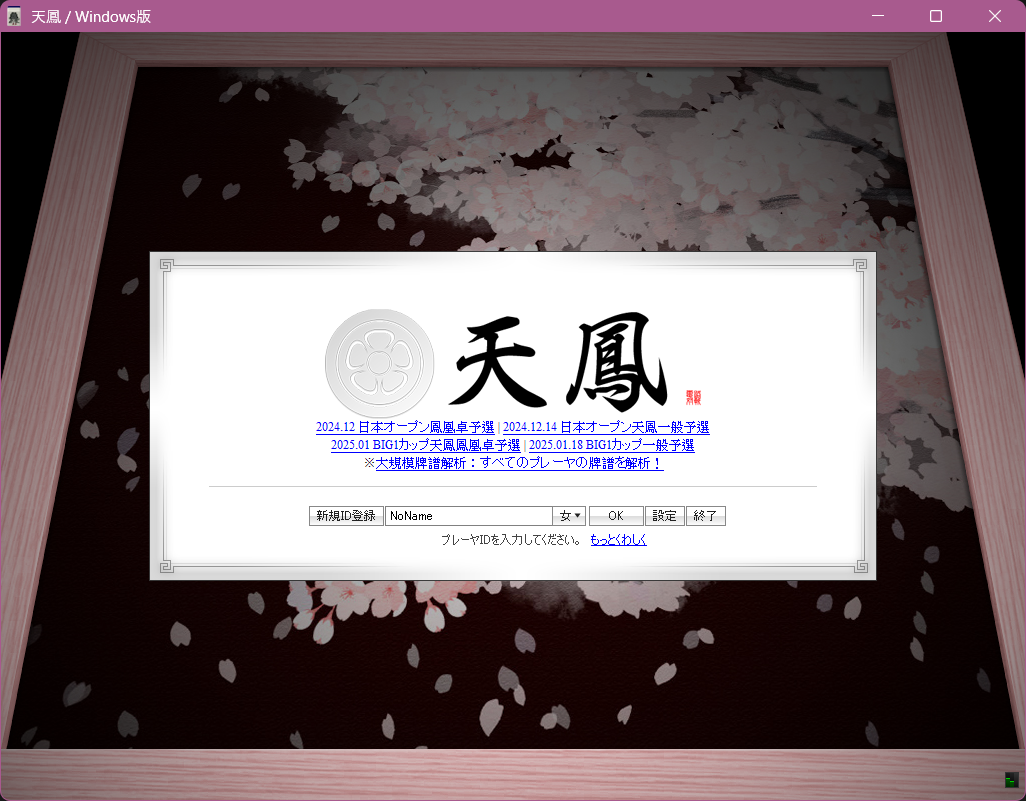 天鳳 / Windows版
天鳳
2024.12 日本オープン鳳凰卓予選 | 2024.12.14 日本オープン天鳳一般予選
2025.01 BIG1カップ天鳳鳳凰卓予選 | 2025.01.18 BIG1カップ一般予選
※大規模牌譜解析：すべてのプレーヤの牌譜を解析！
新規ID登録 NoName 女 OK 設定 終了
プレーヤIDを入力してください。 もっとくわしく